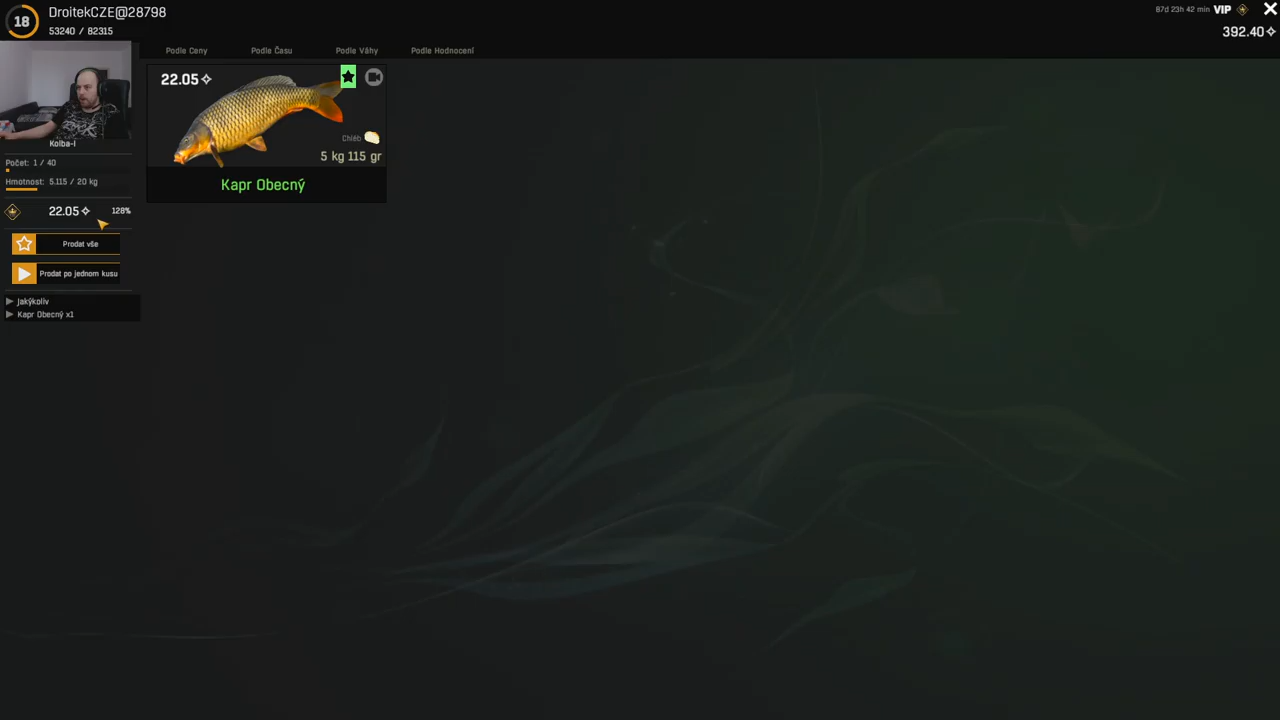 18
DroitekCZE@28798
53240 / 82315
87d 23h 42 min VIP
392.40
Podle Ceny Podle Času Podle Váhy Podle Hodnocení
22.05
Chléb
5 kg 115 gr
Kapr Obecný
Kolba-I
Počet: 1 / 40
Hmotnost: 5.115 / 20 kg
22.05 128%
Prodat vše
Prodat po jednom kusu
Jakýkoliv
Kapr Obecný x1